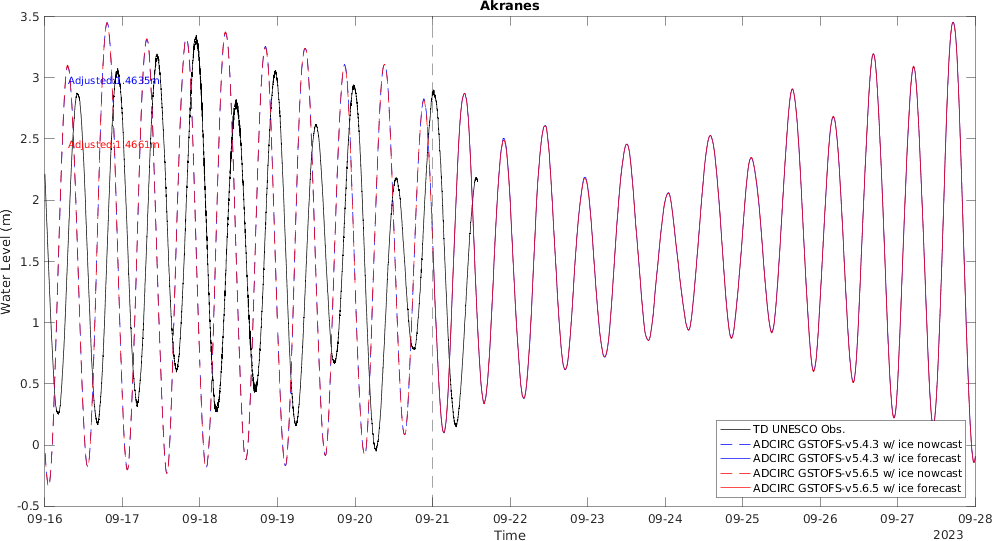 Akranes
3.5
3
2.5
2
1.5
1
0.5
0
-0.5
Water Level (m)
Adjusted:1.4635m
Adjusted:1.4661m
TD UNESCO Obs.
ADCIRC GSTOFS-v5.4.3 w/ ice nowcast
ADCIRC GSTOFS-v5.4.3 w/ ice forecast
ADCIRC GSTOFS-v5.6.5 w/ ice nowcast
ADCIRC GSTOFS-v5.6.5 w/ ice forecast
09-16 09-17 09-18 09-19 09-20 09-21 09-22 09-23 09-24 09-25 09-26 09-27 09-28
Time
2023